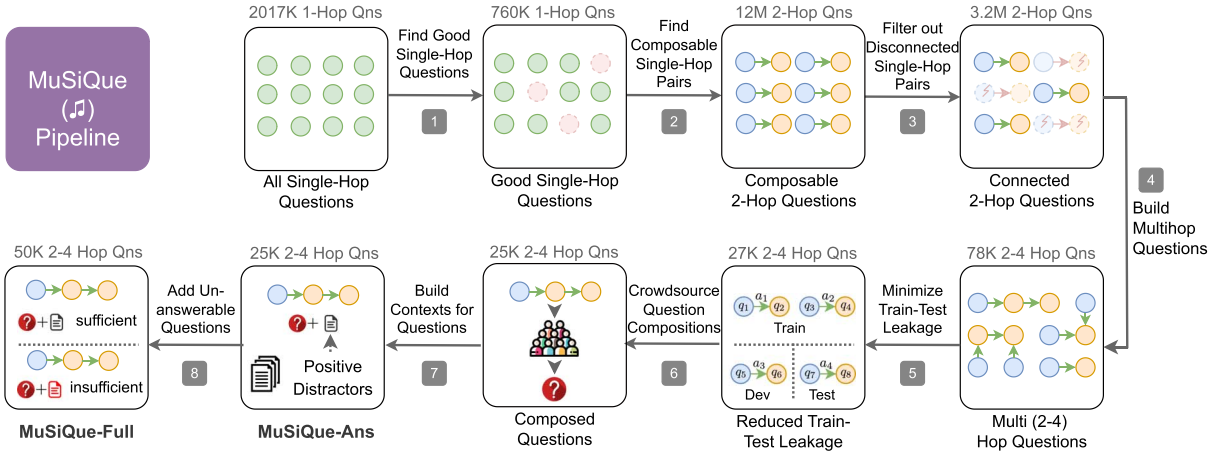 MuSiQue
(♫)
Pipeline
2017K 1-Hop Qns
All Single-Hop
Questions
Find Good
Single-Hop
Questions
1
760K 1-Hop Qns
Good Single-Hop
Questions
Find
Composable
Single-Hop
Pairs
2
12M 2-Hop Qns
Composable
2-Hop Questions
Filter out
Disconnected
Single-Hop
Pairs
3
3.2M 2-Hop Qns
Connected
2-Hop Questions
4
Build
Multihop
Questions
78K 2-4 Hop Qns
Multi (2-4)
Hop Questions
Minimize
Train-Test
Leakage
5
27K 2-4 Hop Qns
q1 a1 q2 q3 a2 q4
Train
q5 a3 q6 q7 a4 q8
Dev Test
Reduced Train-
Test Leakage
Crowdsource
Question
Compositions
6
25K 2-4 Hop Qns
?
Composed
Questions
Build
Contexts for
Questions
7
25K 2-4 Hop Qns
? +
Positive
Distractors
MuSiQue-Ans
Add Un-
answerable
Questions
8
50K 2-4 Hop Qns
? + sufficient
? + insufficient
MuSiQue-Full